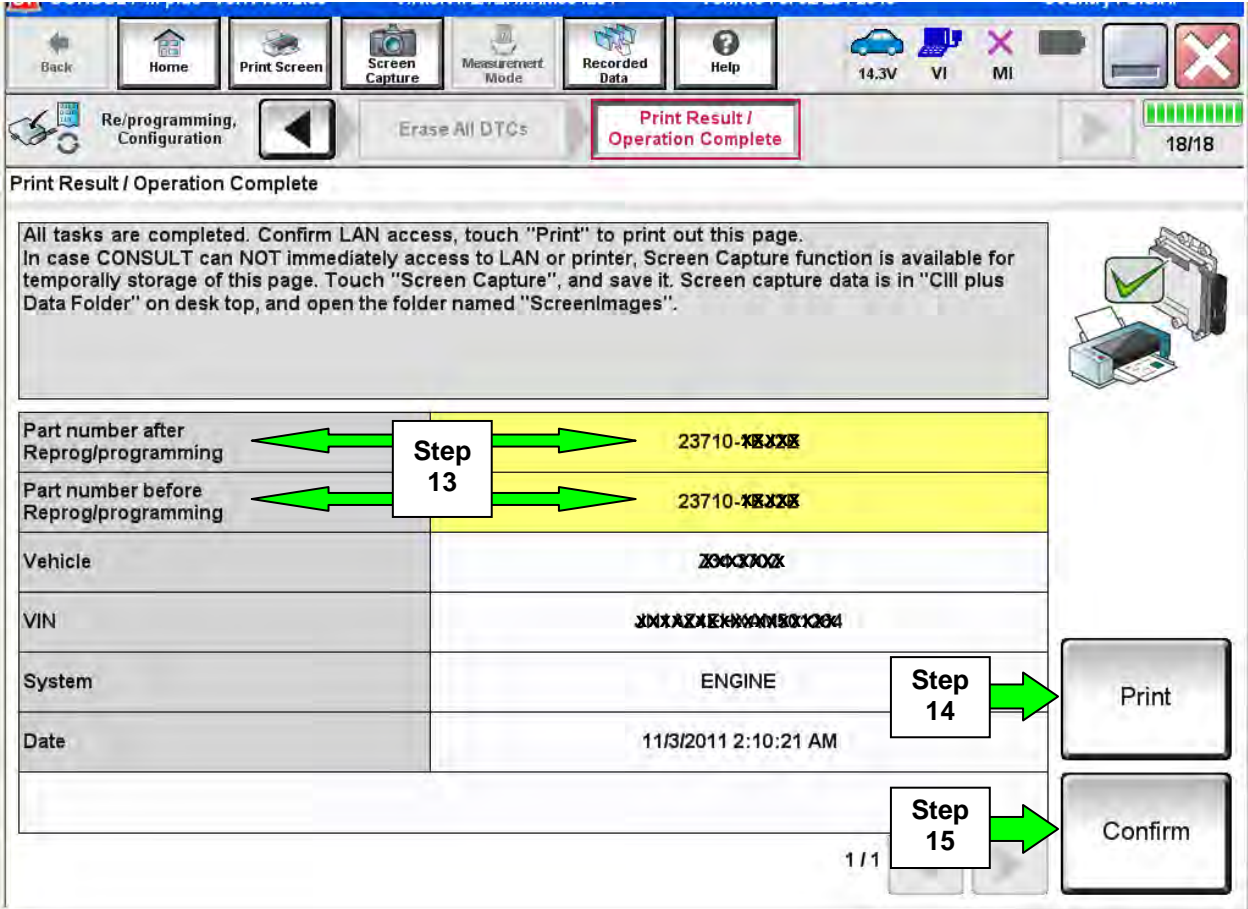 Back
Home
Print Screen
Screen Capture
Measurement Mode
Recorded Data
Help
14.3V
VI
MI
Re/programming, Configuration
Erase All DTCs
Print Result / Operation Complete
18/18
Print Result / Operation Complete
All tasks are completed. Confirm LAN access, touch "Print" to print out this page.
In case CONSULT can NOT immediately access to LAN or printer, Screen Capture function is available for
temporally storage of this page. Touch "Screen Capture", and save it. Screen capture data is in "CIII plus
Data Folder" on desk top, and open the folder named "ScreenImages".
Part number after
Reprog/programming
23710-
Step
13
Part number before
Reprog/programming
23710-
Vehicle
VIN
System
ENGINE
Step
14
Print
Date
11/3/2011 2:10:21 AM
Step
15
Confirm
1/1